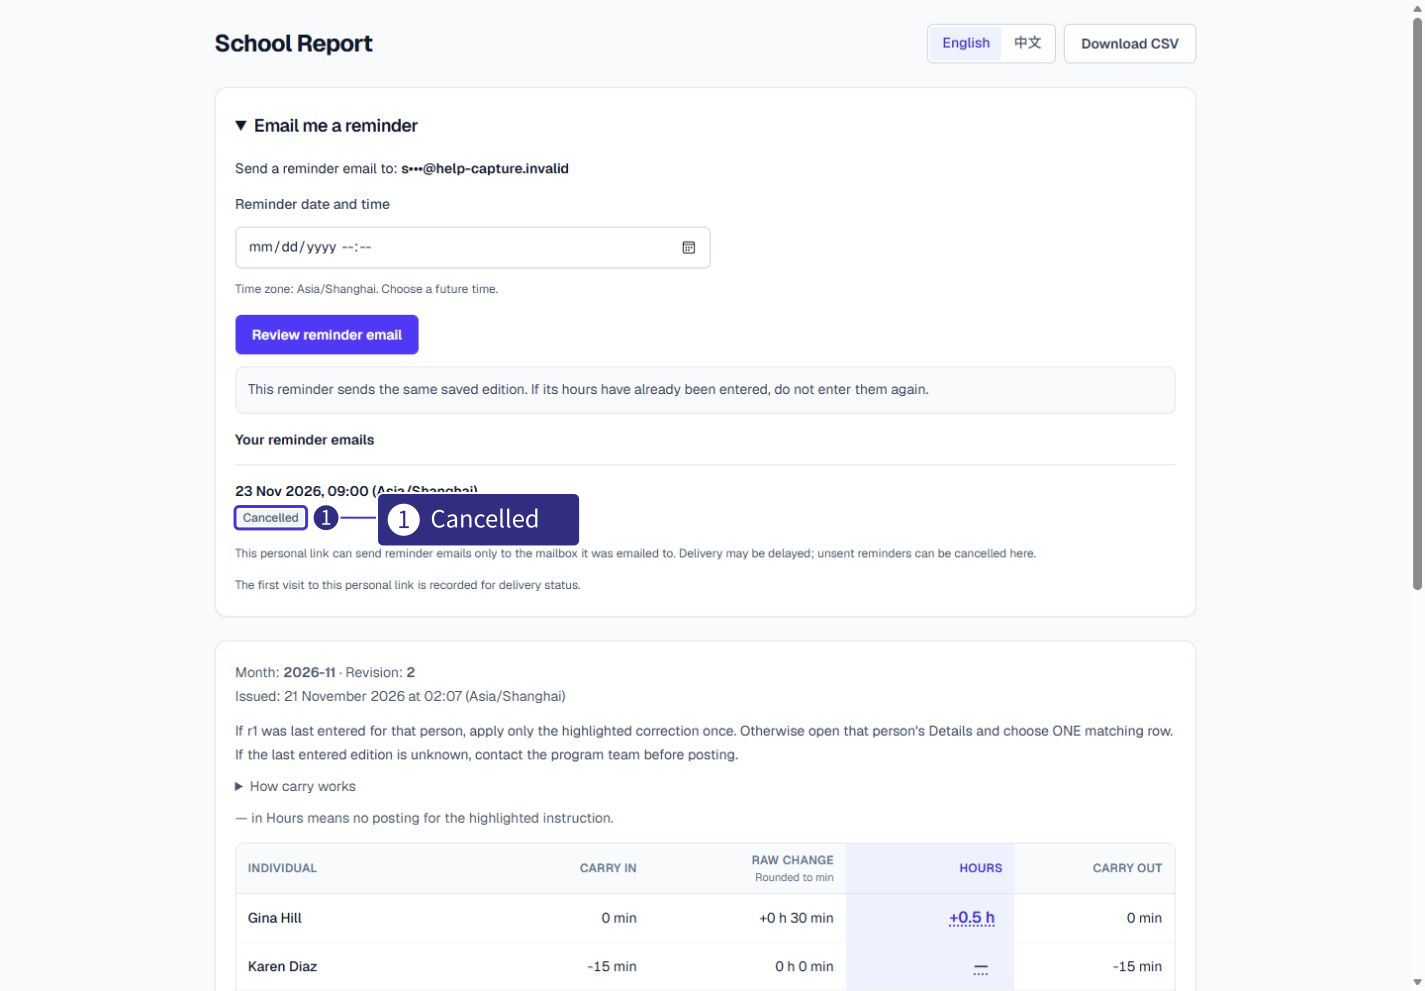 School Report
English
中文
Download CSV
▼ Email me a reminder
Send a reminder email to: s•••@help-capture.invalid
Reminder date and time
mm/dd/yyyy --:--
Time zone: Asia/Shanghai. Choose a future time.
Review reminder email
This reminder sends the same saved edition. If its hours have already been entered, do not enter them again.
Your reminder emails
23 Nov 2026, 09:00 (Asia/Shanghai)
Cancelled
1
1 Cancelled
This personal link can send reminder emails only to the mailbox it was emailed to. Delivery may be delayed; unsent reminders can be cancelled here.
The first visit to this personal link is recorded for delivery status.
Month: 2026-11 · Revision: 2
Issued: 21 November 2026 at 02:07 (Asia/Shanghai)
If r1 was last entered for that person, apply only the highlighted correction once. Otherwise open that person's Details and choose ONE matching row.
If the last entered edition is unknown, contact the program team before posting.
▶ How carry works
— in Hours means no posting for the highlighted instruction.
INDIVIDUAL CARRY IN RAW CHANGE HOURS CARRY OUT
Rounded to min
Gina Hill 0 min +0 h 30 min +0.5 h 0 min
Karen Diaz -15 min 0 h 0 min — -15 min